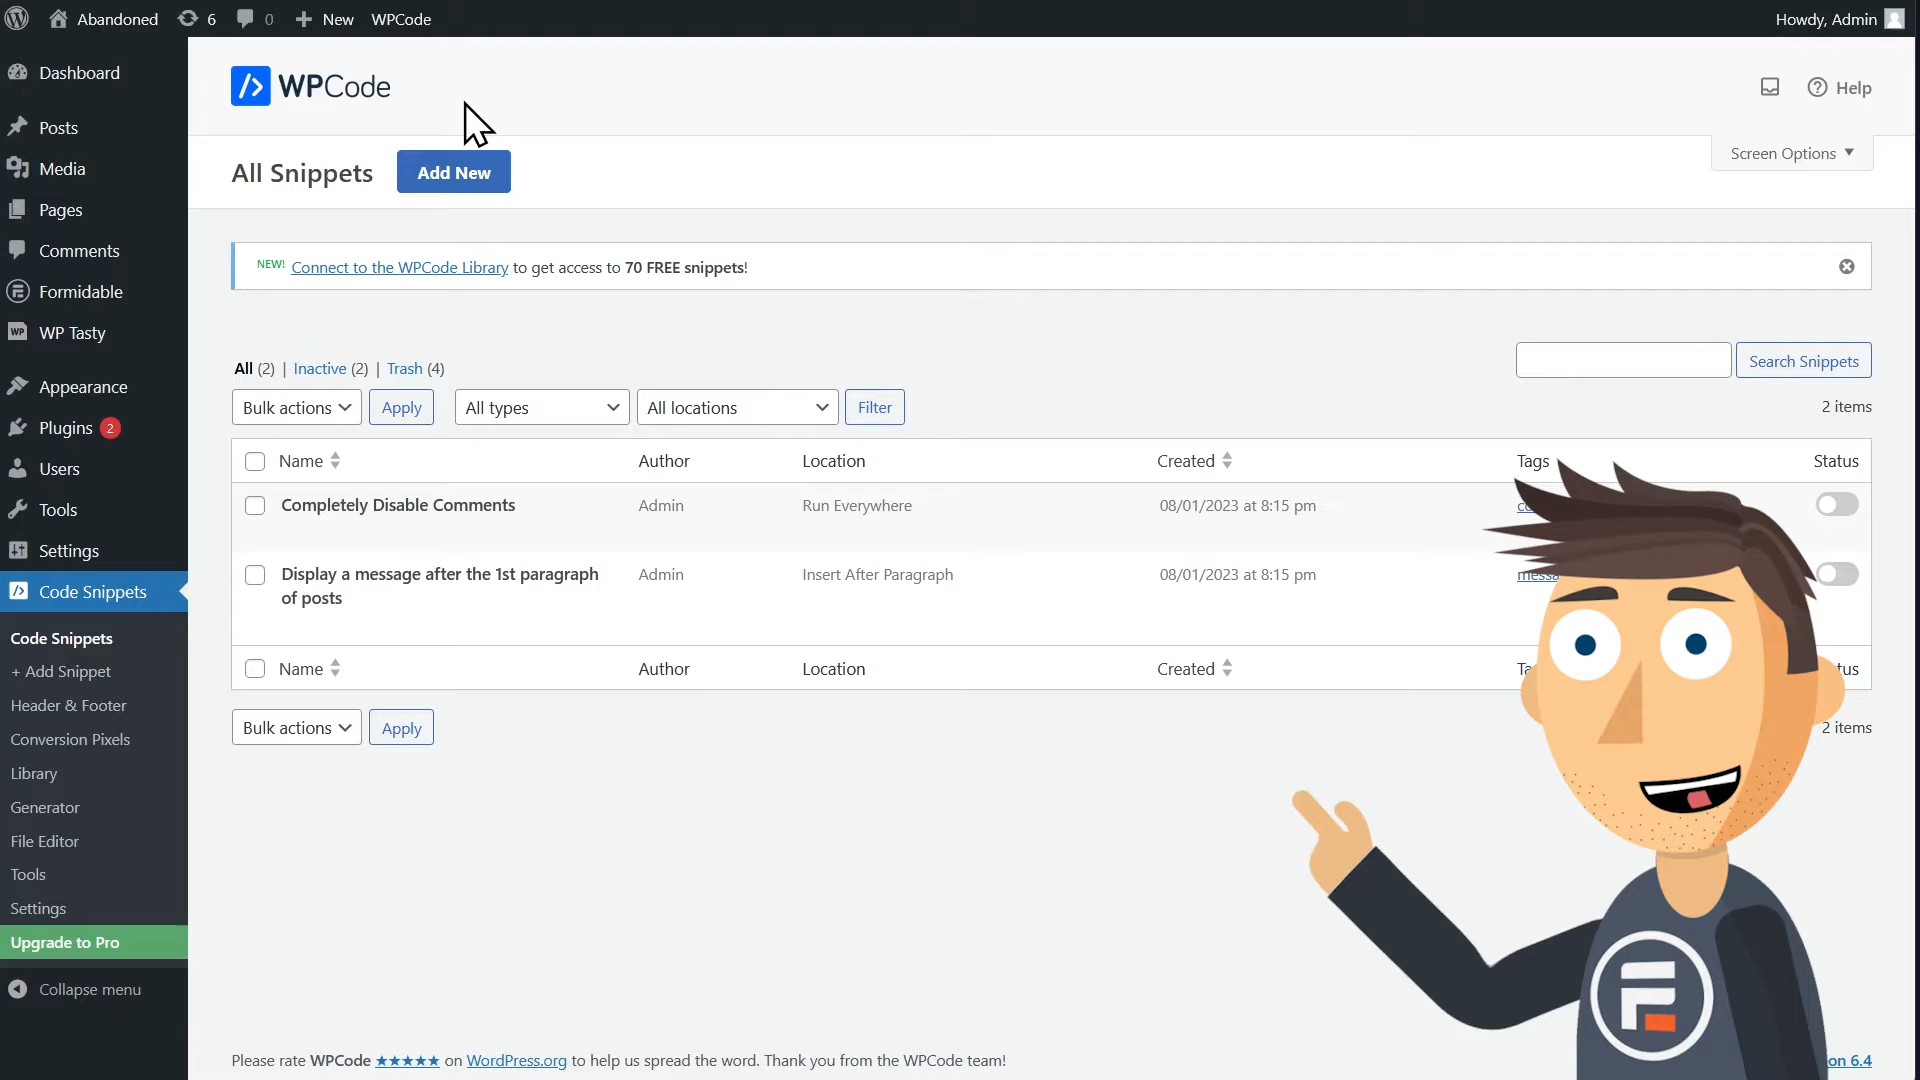 Abandoned 6 0 New WPCode Howdy, Admin
Dashboard
Posts
Media
Pages
Comments
Formidable
WP Tasty
Appearance
Plugins 2
Users
Tools
Settings
Code Snippets
Code Snippets
+ Add Snippet
Header & Footer
Conversion Pixels
Library
Generator
File Editor
Tools
Settings
Upgrade to Pro
Collapse menu
WPCode
Help
All Snippets Add New
Screen Options
NEW! Connect to the WPCode Library to get access to 70 FREE snippets!
All (2) | Inactive (2) | Trash (4)
Search Snippets
Bulk actions Apply All types All locations Filter
2 items
Name Author Location Created Tags Status
Completely Disable Comments Admin Run Everywhere 08/01/2023 at 8:15 pm
Display a message after the 1st paragraph Admin Insert After Paragraph 08/01/2023 at 8:15 pm
of posts
Name Author Location Created
Bulk actions Apply
2 items
Please rate WPCode ★★★★★ on WordPress.org to help us spread the word. Thank you from the WPCode team!
6.4